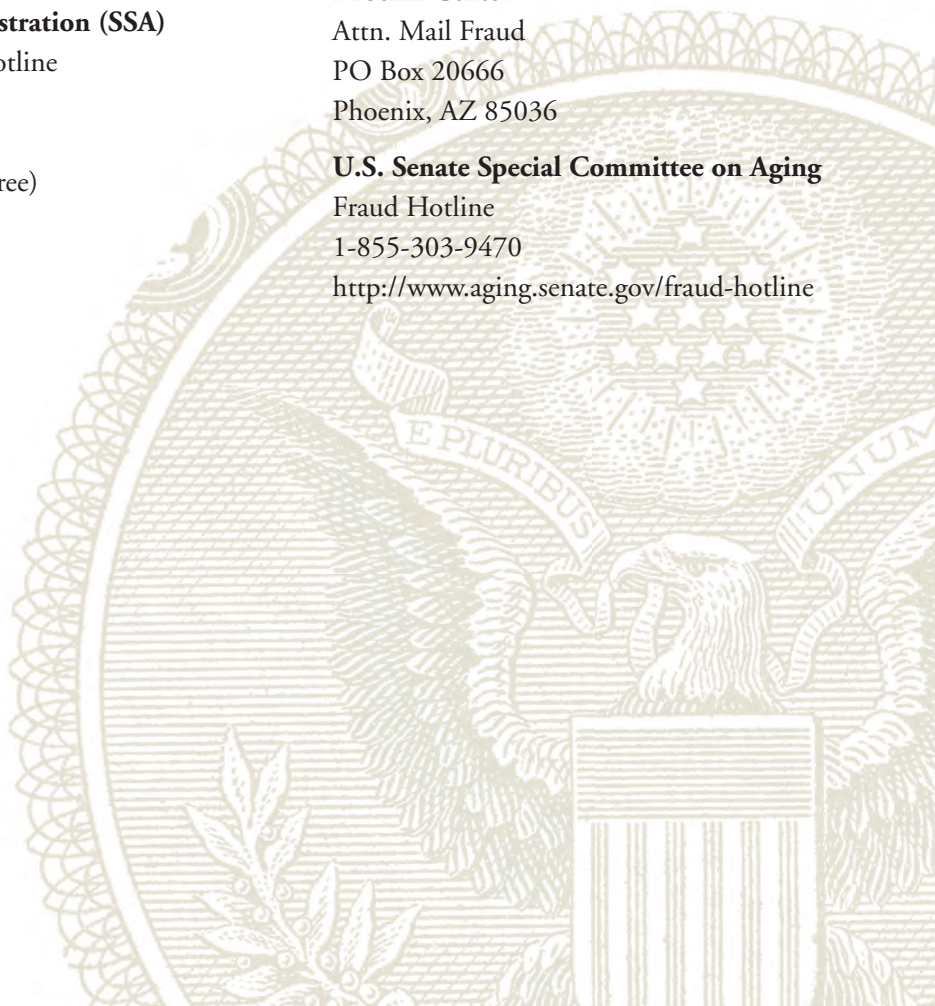 stration (SSA)
otline
ree)
Attn. Mail Fraud
PO Box 20666
Phoenix, AZ 85036
U.S. Senate Special Committee on Aging
Fraud Hotline
1-855-303-9470
http://www.aging.senate.gov/fraud-hotline
E PLURIBUS
UNUM